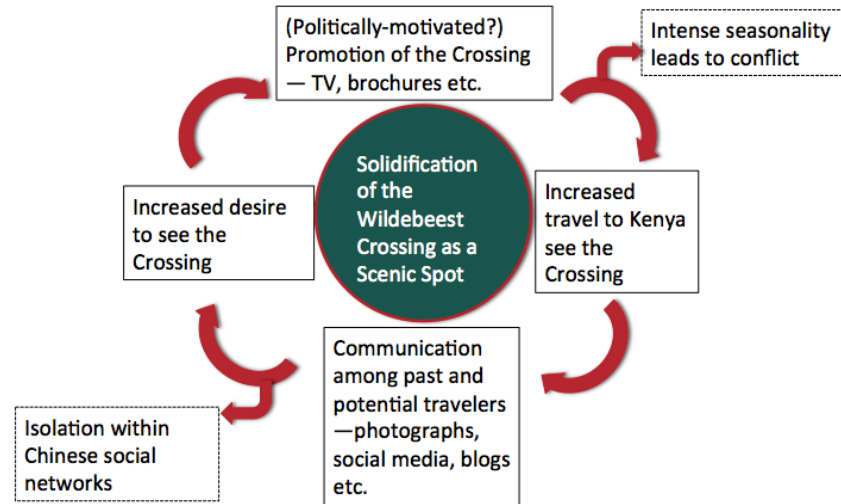 (Politically-motivated?)
Promotion of the Crossing
— TV, brochures etc.
Intense seasonality
leads to conflict
Solidification
of the
Wildebeest
Crossing as a
Scenic Spot
Increased desire
to see the
Crossing
Increased
travel to Kenya
see the
Crossing
Communication
among past and
potential travelers
—photographs,
social media, blogs
etc.
Isolation within
Chinese social
networks